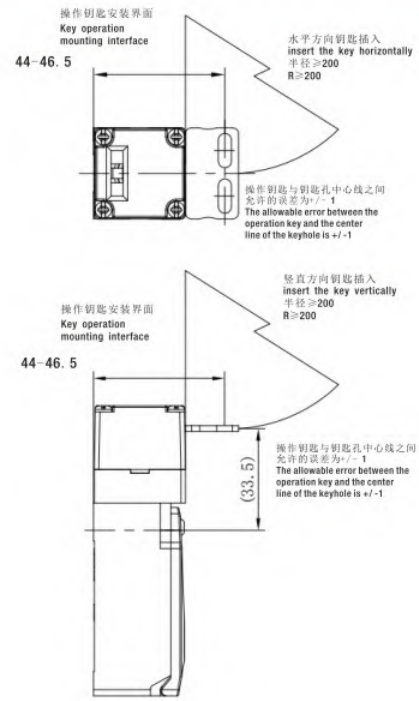 操作钥匙安装界面
Key operation
mounting interface
44-46. 5
水平方向钥匙插入
insert the key horizontally
半径≥200
R≥200
操作钥匙与钥匙孔中心线之间
允许的误差为+/- 1
The allowable error between the
operation key and the center
line of the keyhole is +/ -1
竖直方向钥匙插入
insert the key vertically
半径≥200
R≥200
操作钥匙安装界面
Key operation
mounting interface
44-46. 5
操作钥匙与钥匙孔中心线之间
允许的误差为+/- 1
The allowable error between the
operation key and the center
line of the keyhole is +/ -1
(33.5)